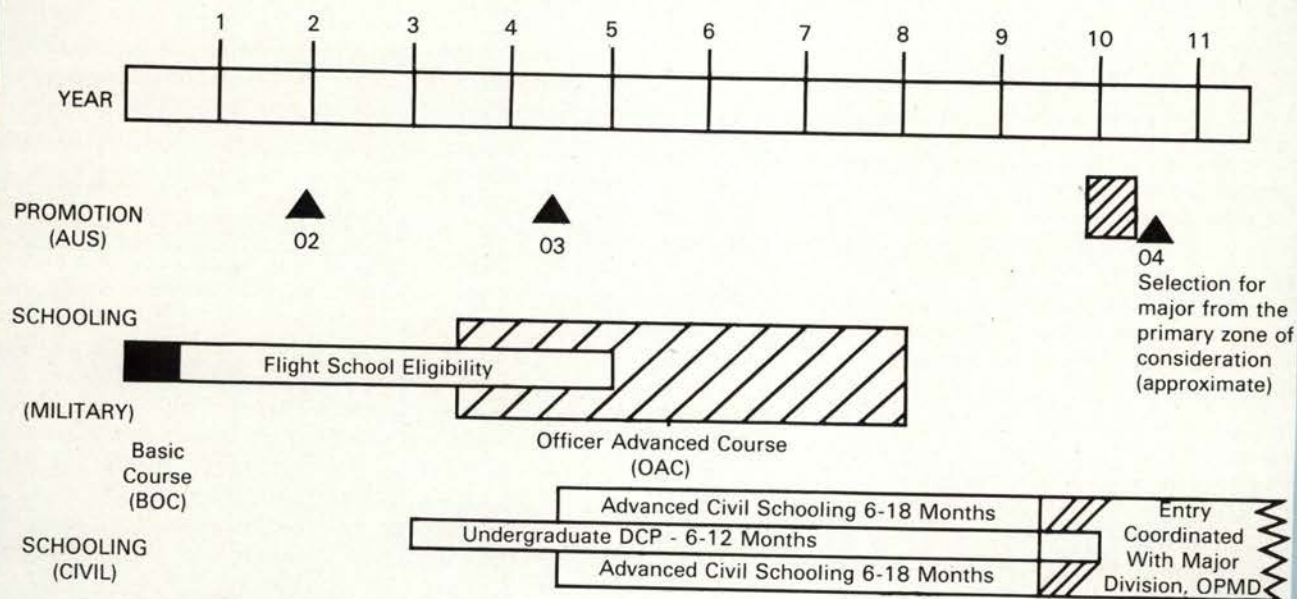 1 2 3 4 5 6 7 8 9 10 11
YEAR
PROMOTION
(AUS)
02
03
04
Selection for
major from the
primary zone of
consideration
(approximate)
SCHOOLING
Flight School Eligibility
(MILITARY)
Officer Advanced Course
(OAC)
Basic
Course
(BOC)
SCHOOLING
(CIVIL)
Advanced Civil Schooling 6-18 Months
Undergraduate DCP - 6-12 Months
Advanced Civil Schooling 6-18 Months
Entry
Coordinated
With Major
Division, OPMD